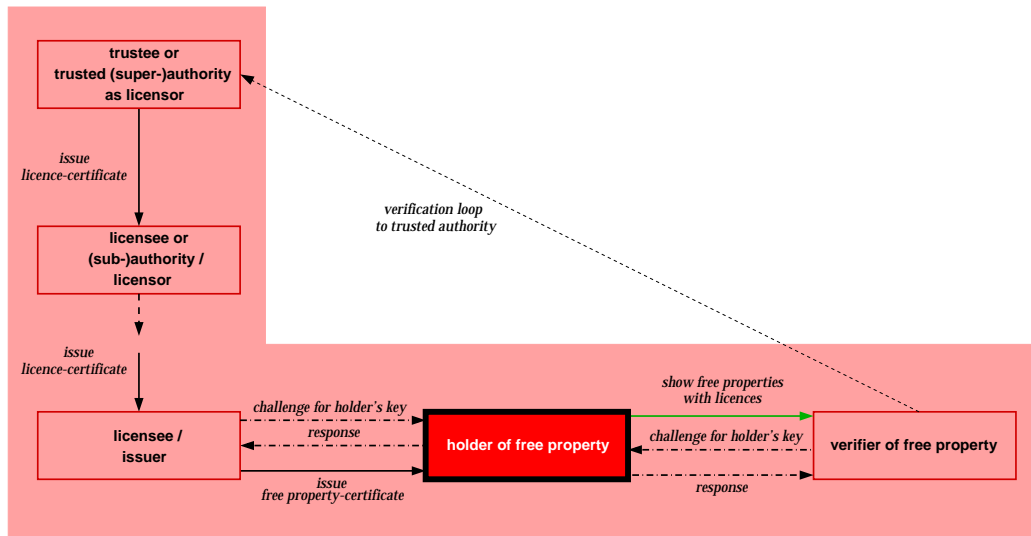 trustee or
trusted (super-)authority
as licensor
issue
licence-certificate
verification loop
to trusted authority
licensee or
(sub-)authority /
licensor
issue
licence-certificate
show free properties
with licences
challenge for holder's key
response
licensee /
issuer
holder of free property
challenge for holder's key
verifier of free property
issue
free property-certificate
response